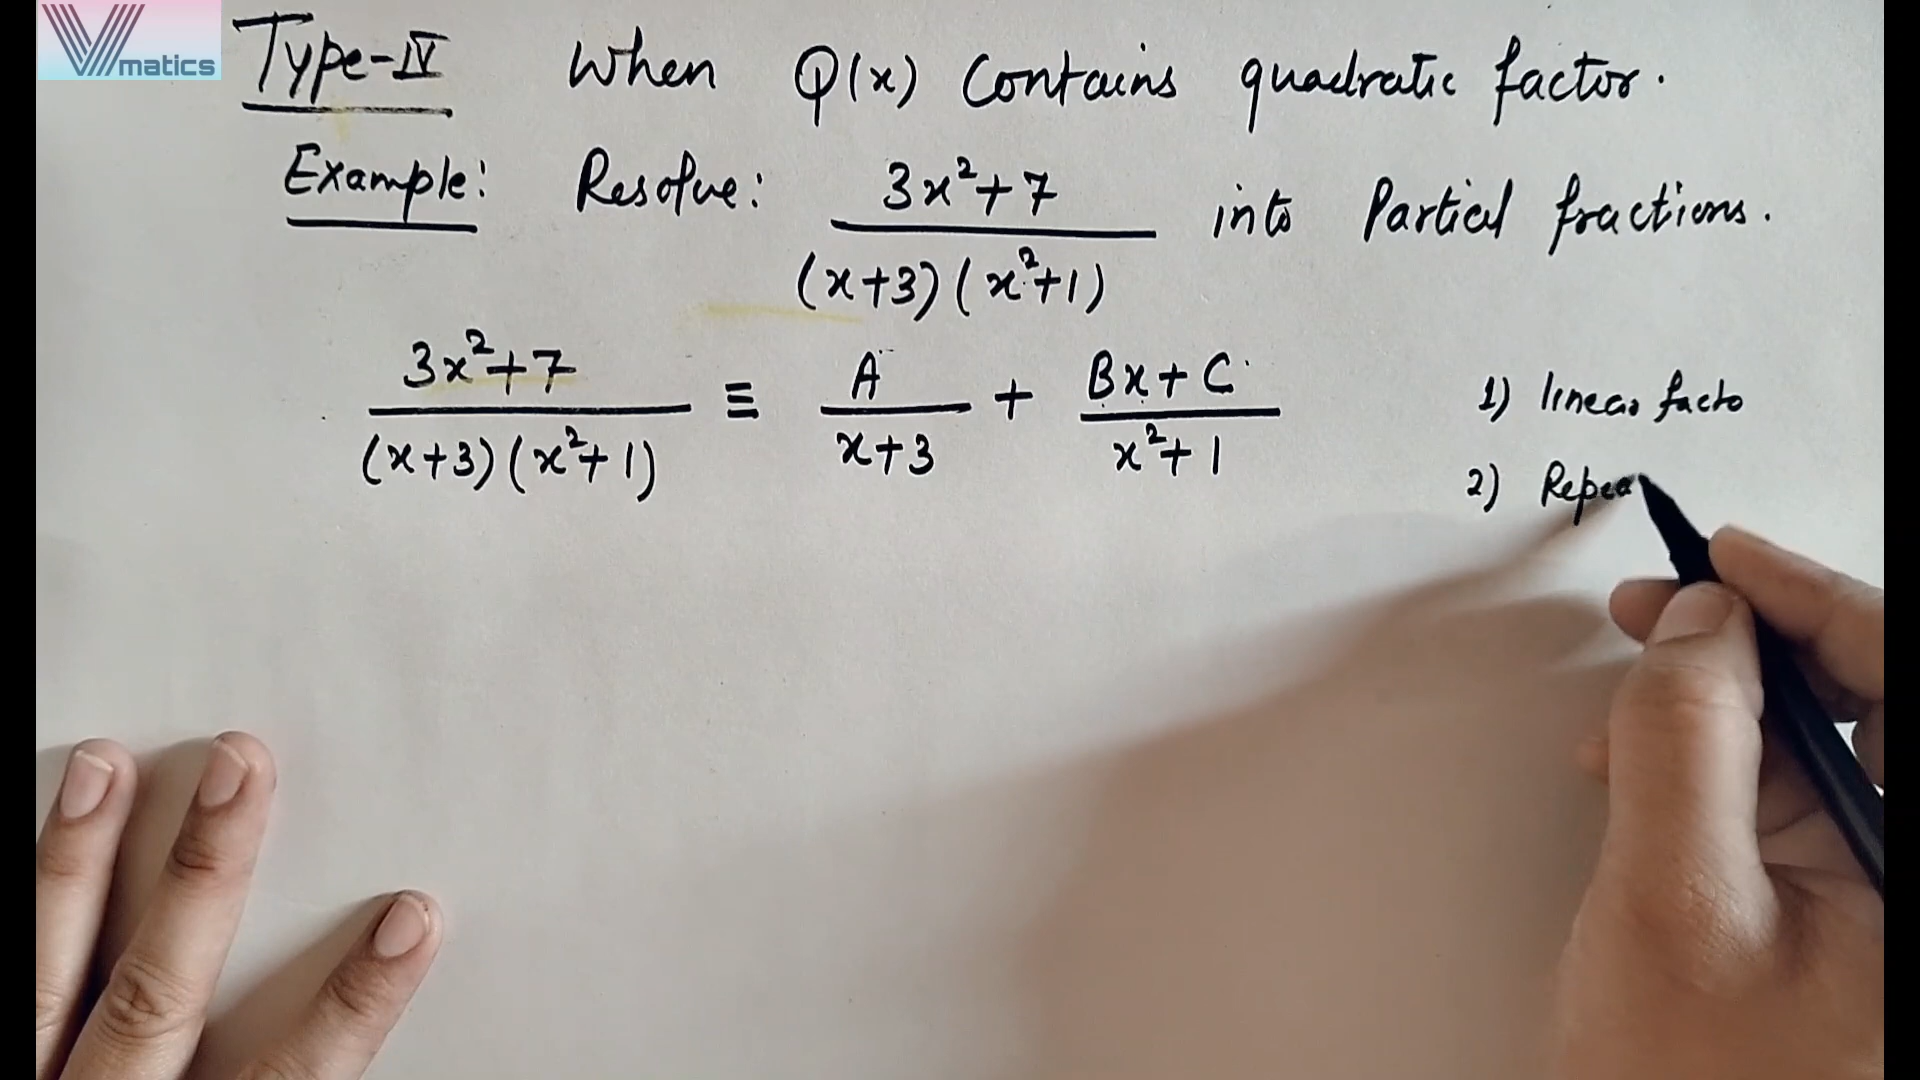 Vmatics
Type-IV When Q(x) Contains quadratic factor.
Example: Resolve: 3x²+7 / (x+3)(x²+1) into Partial fractions.
3x²+7 / (x+3)(x²+1) ≡ A / x+3 + Bx+C / x²+1
1) linear facto
2) Repea